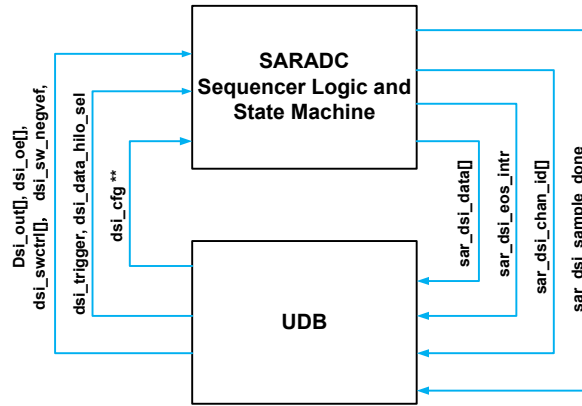 SARADC
Sequencer Logic and
State Machine
Dsi_out[], dsi_oe[],
dsi_swctrl[], dsi_sw_negvef,
dsi_trigger, dsi_data_hilo_sel
dsi_cfg **
sar_dsi_data[]
sar_dsi_eos_intr
sar_dsi_chan_id[]
sar_dsi_sample_done
UDB